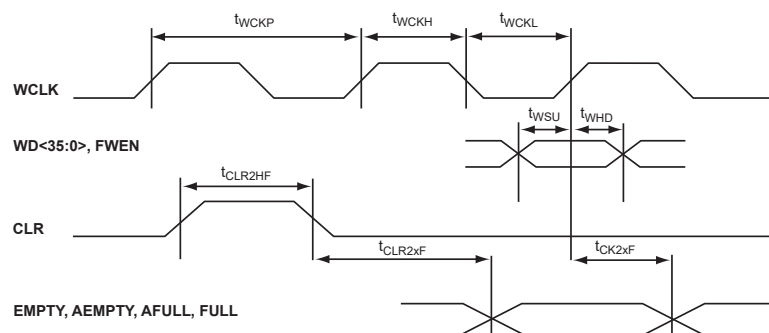 tWCKP tWCKH tWCKL
WCLK
tWSU tWHD
WD<35:0>, FWEN
tCLR2HF
CLR
tCLR2xF tCK2xF
EMPTY, AEMPTY, AFULL, FULL